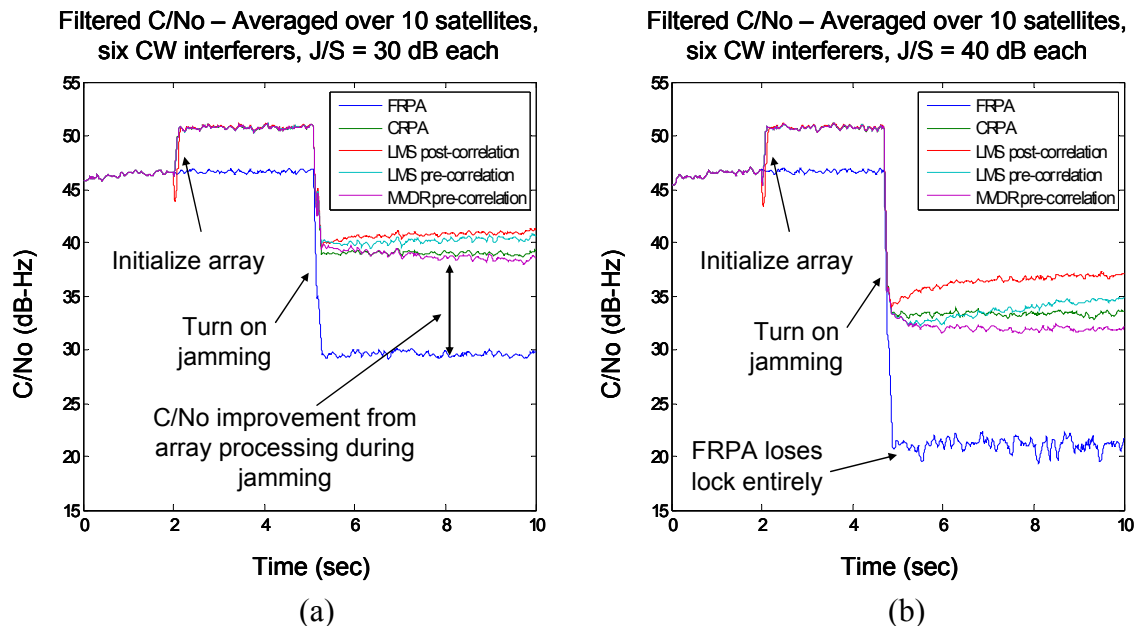 Filtered C/No – Averaged over 10 satellites,
six CW interferers, J/S = 30 dB each
55
50
45
40
35
30
25
20
15
C/No (dB-Hz)
0
2
4
6
8
10
Time (sec)
FRPA
CRPA
LMS post-correlation
LMS pre-correlation
MVDR pre-correlation
Initialize array
Turn on
jamming
C/No improvement from
array processing during
jamming
(a)
Filtered C/No – Averaged over 10 satellites,
six CW interferers, J/S = 40 dB each
55
50
45
40
35
30
25
20
15
C/No (dB-Hz)
0
2
4
6
8
10
Time (sec)
FRPA
CRPA
LMS post-correlation
LMS pre-correlation
MVDR pre-correlation
Initialize array
Turn on
jamming
FRPA loses
lock entirely
(b)